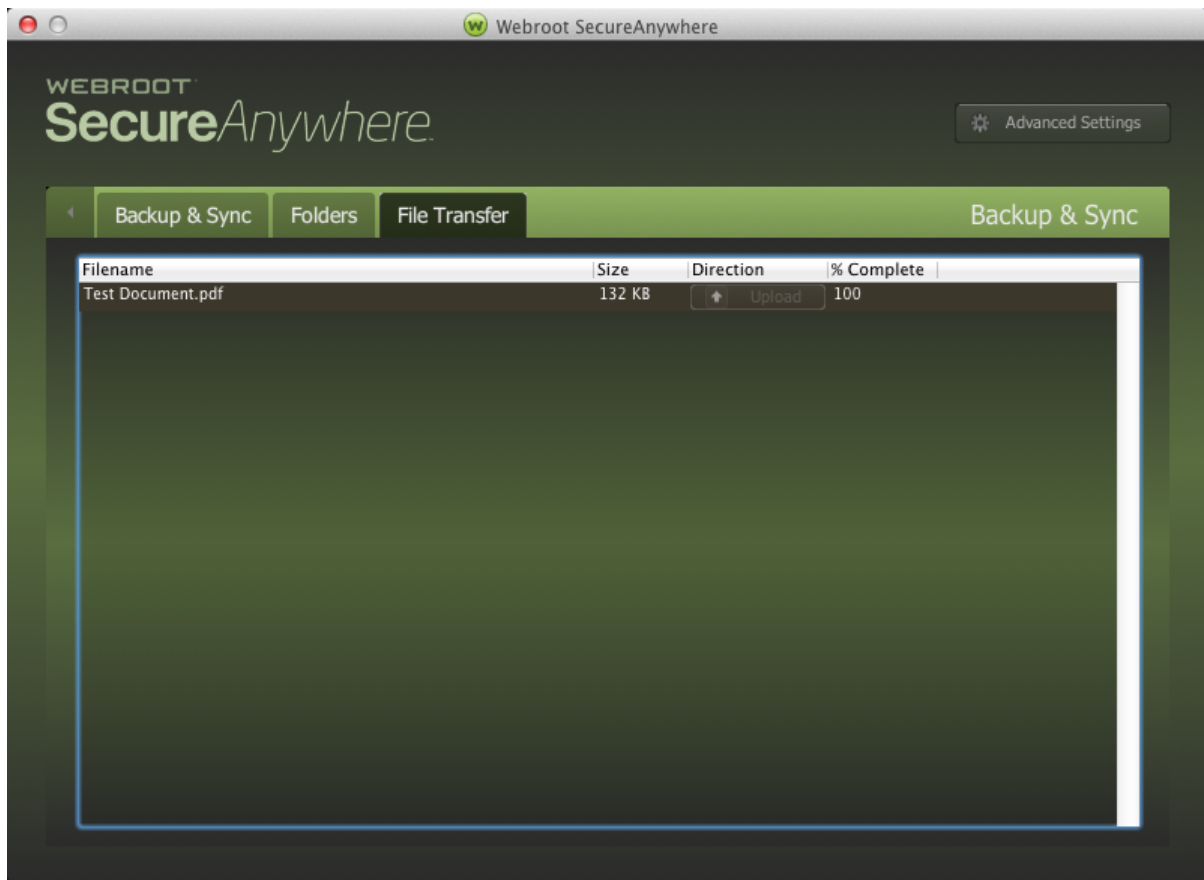 Webroot SecureAnywhere
WEBROOT
SecureAnywhere
Advanced Settings
Backup & Sync Folders File Transfer Backup & Sync
Filename Size Direction % Complete
Test Document.pdf 132 KB Upload 100